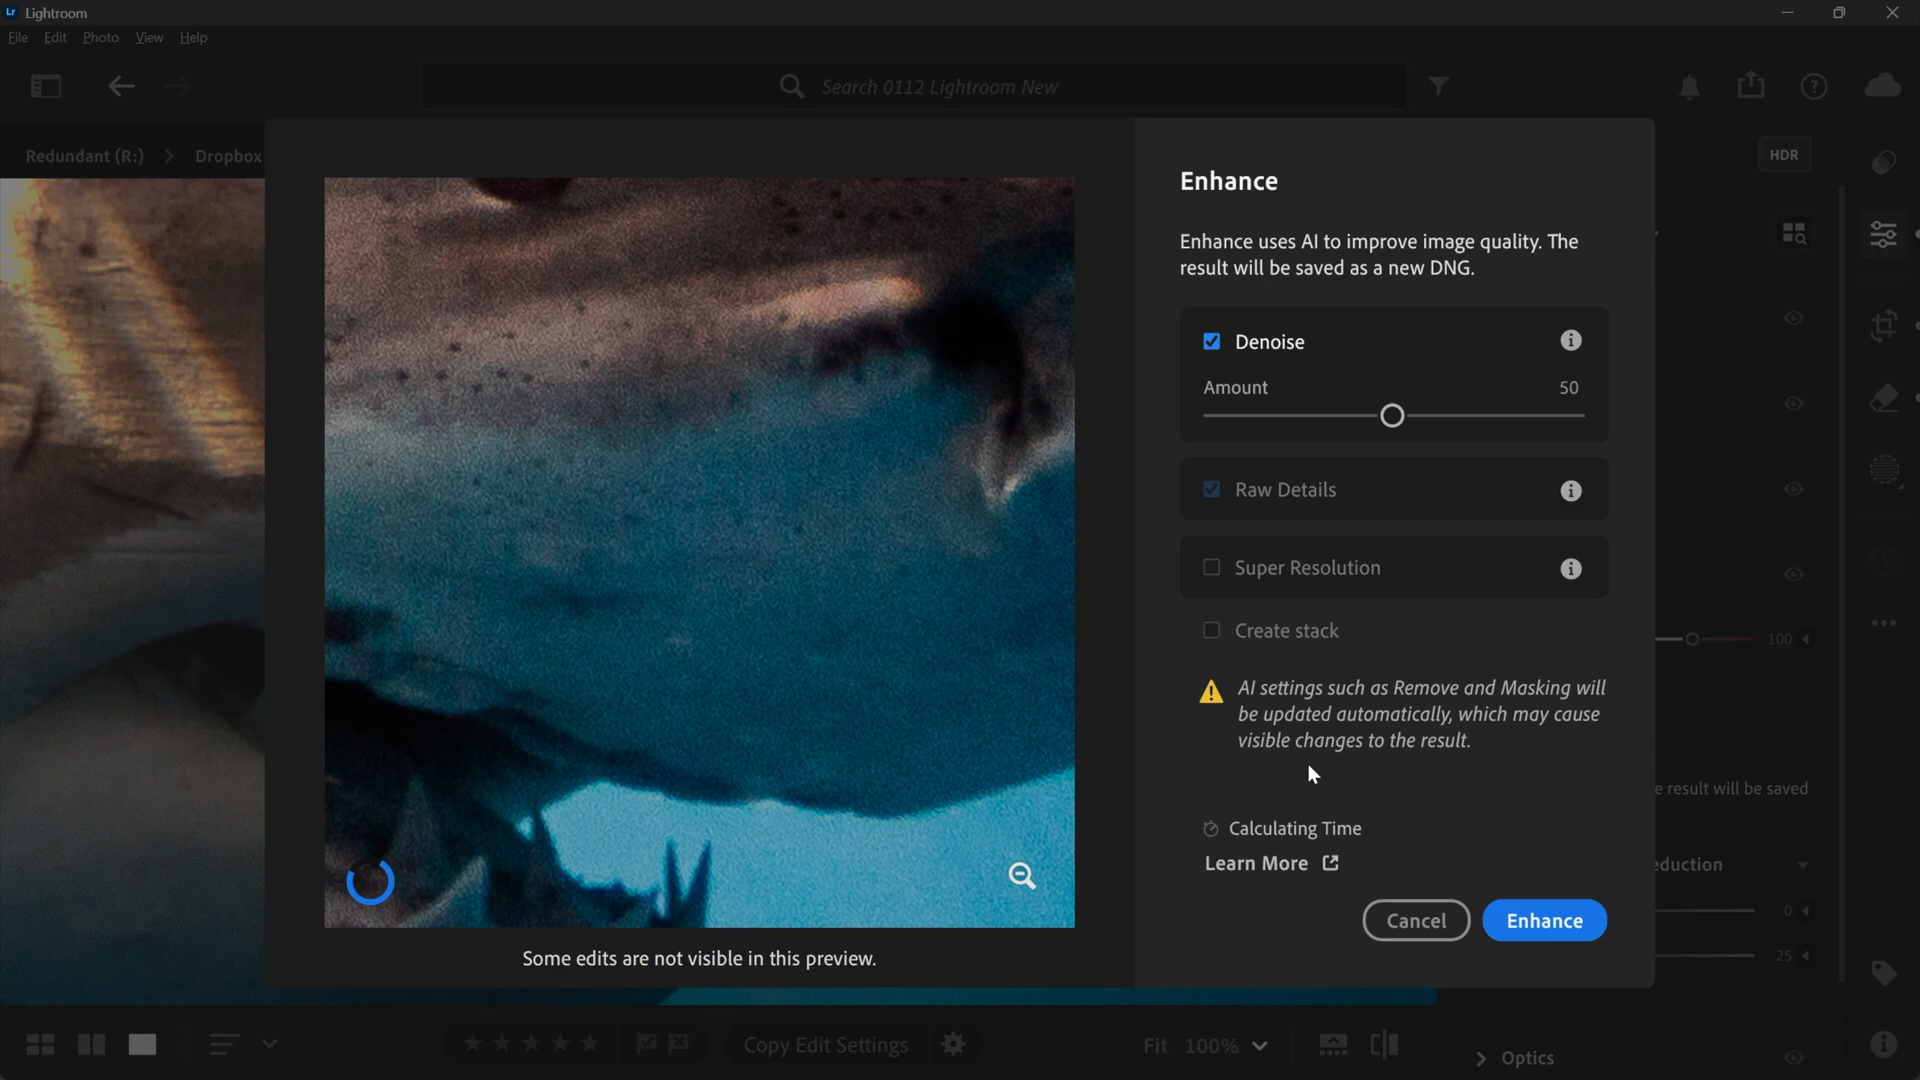 Lr Lightroom
File Edit Photo View Help
Search 0112 Lightroom New
Redundant (R:) > Dropbox
HDR
Enhance
Enhance uses AI to improve image quality. The
result will be saved as a new DNG.
Denoise
Amount 50
Raw Details
Super Resolution
Create stack
100
AI settings such as Remove and Masking will
be updated automatically, which may cause
visible changes to the result.
e result will be saved
Calculating Time
Learn More
eduction
Cancel Enhance
0
25
Some edits are not visible in this preview.
Copy Edit Settings
Fit 100%
Optics